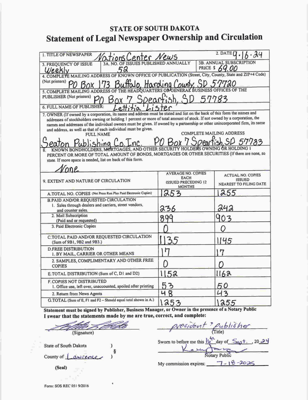 STATE OF SOUTH DAKOTA
Statement of Legal Newspaper Ownership and Circulation
1. TITLE OF NEWSPAPER NationsCenter News 2. DATE 9-16-24
3. FREQUENCY OF ISSUE Weekly 3A. NO. OF ISSUES PUBLISHED ANNUALLY 52 3B. ANNUAL SUBSCRIPTION PRICE $ 69.00
4. COMPLETE MAILING ADDRESS OF KNOWN OFFICE OF PUBLICATION (Street, City, County, State and ZIP+4 Code) (Not printers)
PO Box 173 Buffalo Harding County, SD 57720
5. COMPLETE MAILING ADDRESS OF THE HEADQUARTERS OR GENERAL BUSINESS OFFICES OF THE PUBLISHER (Not printers)
PO Box 7 Spearfish, SD 57783
6. FULL NAME OF PUBLISHER: Letitia Lister
7. OWNER (If owned by a corporation, its name and address must be stated and list on the back of this form the names and addresses of stockholders owning or holding 1 percent or more of total amount of stock. If not owned by a corporation, the names and addresses of the individual owners must be given. If owned by a partnership or other unincorporated firm, its name and address, as well as that of each individual must be given.
FULL NAME COMPLETE MAILING ADDRESS
Seaton Publishing Co. Inc. PO Box 7 Spearfish, SD 57783
8. KNOWN BONDHOLDERS, MORTGAGEES, AND OTHER SECURITY HOLDERS OWNING OR HOLDING 1 PERCENT OR MORE OF TOTAL AMOUNT OF BONDS, MORTGAGES OR OTHER SECURITIES (If there are none, so state. If more space is needed, list on back of this form.
None
9. EXTENT AND NATURE OF CIRCULATION AVERAGE NO. COPIES EACH ISSUES PRECEDING 12 MONTHS ACTUAL NO. COPIES ISSUED NEAREST TO FILING DATE
A.TOTAL NO. COPIES (Net Press Run Plus Paid Electronic Copies) 1253 1255
B.PAID AND/OR REQUESTED CIRCULATION
1. Sales through dealers and carriers, street vendors, and counter sales. 236 242
2. Mail Subscription (Paid and or requested) 899 903
3. Paid Electronic Copies 0 0
C.TOTAL PAID AND/OR REQUESTED CIRCULATION (Sum of 9B1, 9B2 and 9B3.) 1135 1145
D.FREE DISTRIBUTION
1. BY MAIL, CARRIER OR OTHER MEANS 17 17
2. SAMPLES, COMPLIMENTARY AND OTHER FREE COPIES 0 0
E.TOTAL DISTRIBUTION (Sum of C, D1 and D2) 1152 1162
F.COPIES NOT DISTRIBUTED
1. Office use, left over, unaccounted, spoiled after printing 53 50
2. Return from News Agents 48 43
G.TOTAL (Sum of E, F1 and F2 - Should equal total shown in A) 1253 1255
Statement must be signed by Publisher, Business Manager, or Owner in the presence of a Notary Public
I swear that the statements made by me are true, correct, and complete:
President/Publisher
(Signature) (Title)
State of South Dakota )
)§
County of Lawrence )
Sworn to before me this day of Sept. 2024
Notary Public
(Seal)
My commission expires: 7-18-2025
Form: SOS REC 051 9/2016